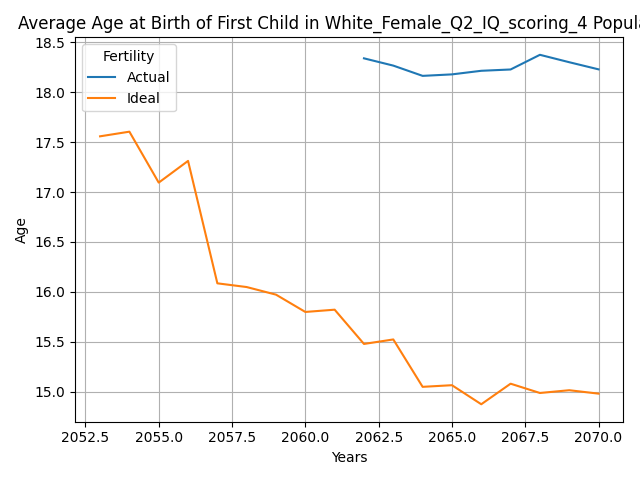 Average Age at Birth of First Child in White_Female_Q2_IQ_scoring_4 Popula
18.5
18.0
17.5
17.0
16.5
16.0
15.5
15.0
Age
Fertility
Actual
Ideal
2052.5 2055.0 2057.5 2060.0 2062.5 2065.0 2067.5 2070.0
Years